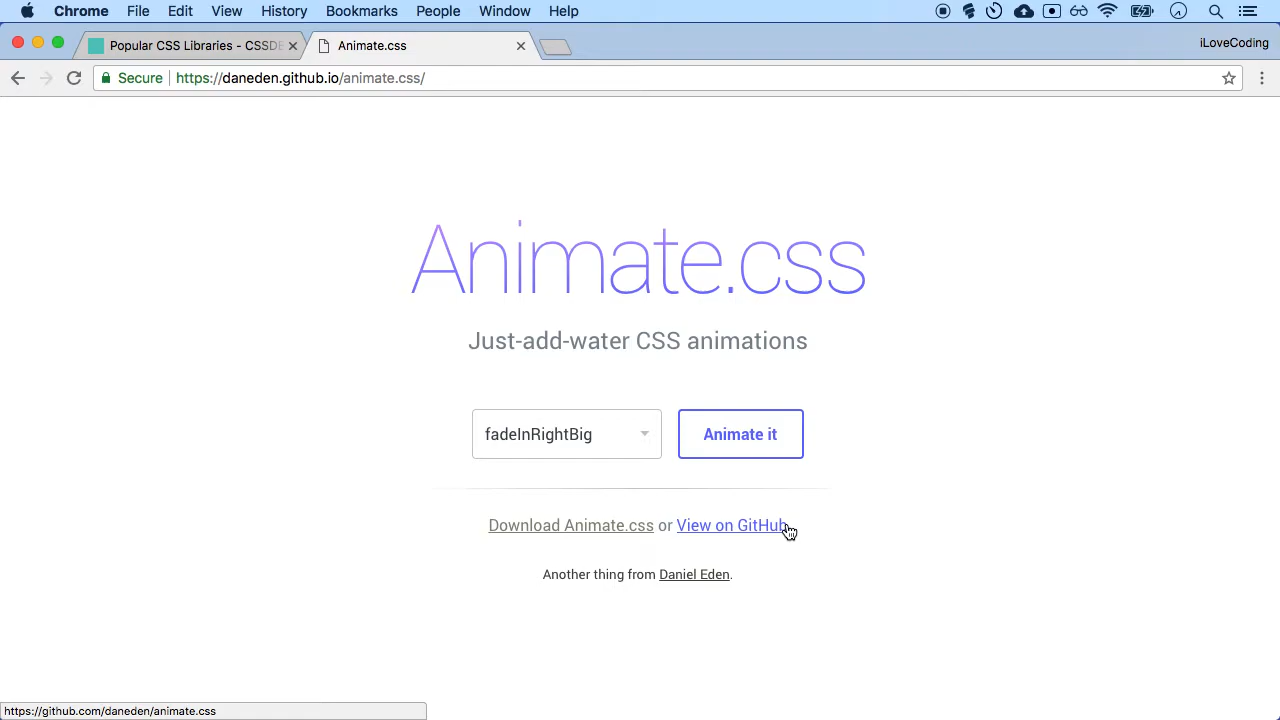 Chrome File Edit View History Bookmarks People Window Help
Popular CSS Libraries - CSSDE
Animate.css
iLoveCoding
Secure https://daneden.github.io/animate.css/
Animate.css
Just-add-water CSS animations
fadeInRightBig
Animate it
Download Animate.css or View on GitHub
Another thing from Daniel Eden.
https://github.com/daneden/animate.css